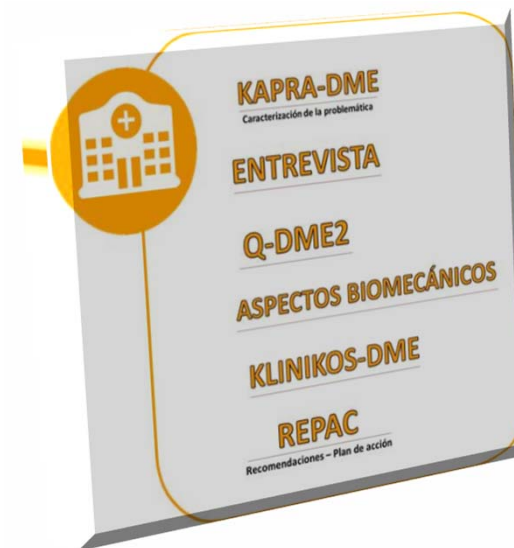 KAPRA-DME
Caracterización de la problemática
ENTREVISTA
Q-DME2
ASPECTOS BIOMECÁNICOS
KLINIKOS-DME
REPAC
Recomendaciones – Plan de acción